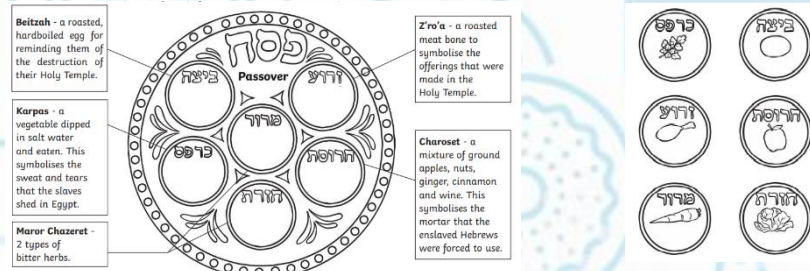 Beitzah - a roasted,
hardboiled egg for
reminding them of
the destruction of
their Holy Temple.
Karpas - a
vegetable dipped
in salt water
and eaten. This
symbolises the
sweat and tears
that the slaves
shed in Egypt.
Maror Chazeret -
2 types of
bitter herbs.
פסח
Passover
ביצה
זרוע
מרור
כרפס
חרוסת
חזרת
Z'ro'a - a roasted
meat bone to
symbolise the
offerings that were
made in the
Holy Temple.
Charoset - a
mixture of ground
apples, nuts,
ginger, cinnamon
and wine. This
symbolises the
mortar that the
enslaved Hebrews
were forced to use.
כרפס
ביצה
זרוע
חרוסת
מרור
חזרת